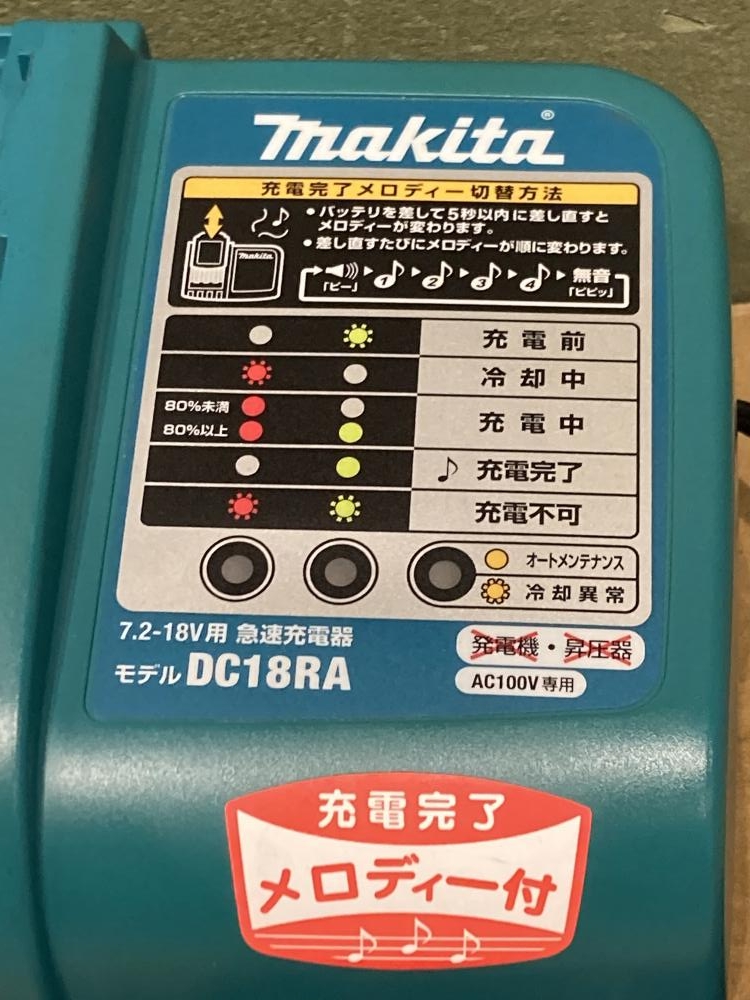 makita®
充電完了メロディー切替方法
• バッテリを差して5秒以内に差し直すと
メロディーが変わります。
• 差し直すたびにメロディーが順に変わります。
makita
1 2 3 4 無音
「ピー」 「ピピッ」
充電前
冷却中
80%未満
80%以上
充電中
♪ 充電完了
充電不可
オートメンテナンス
冷却異常
7.2-18V用 急速充電器
モデル DC18RA
発電機・昇圧器
AC100V専用
充電完了
メロディー付